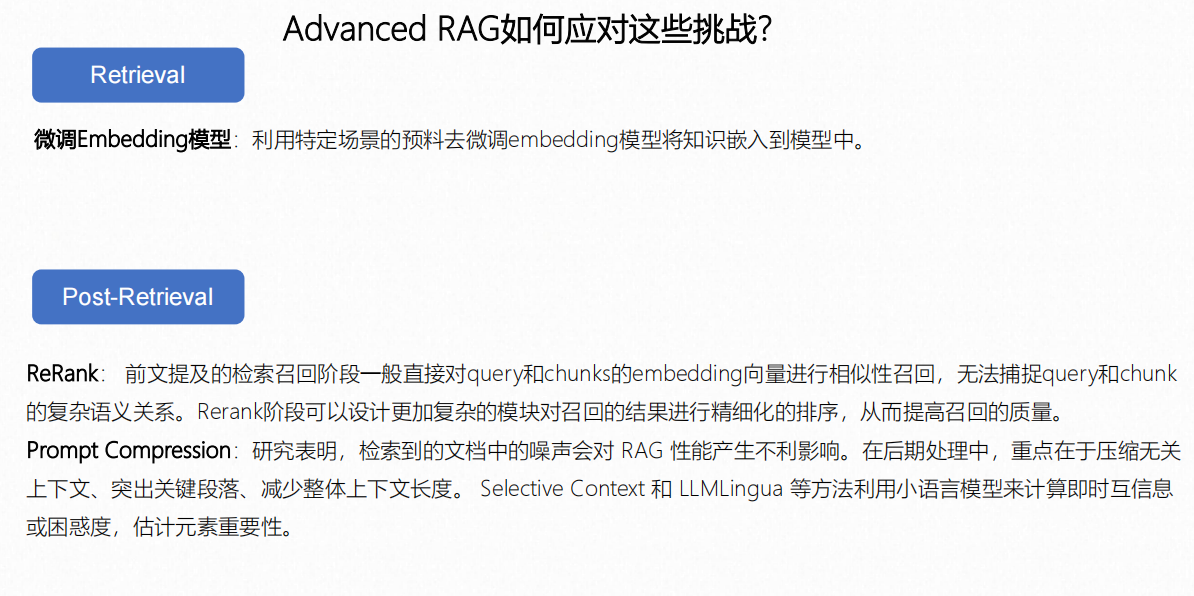 Advanced RAG如何应对这些挑战？
Retrieval
微调Embedding模型：利用特定场景的预料去微调embedding模型将知识嵌入到模型中。
Post-Retrieval
ReRank： 前文提及的检索召回阶段一般直接对query和chunks的embedding向量进行相似性召回，无法捕捉query和chunk
的复杂语义关系。Rerank阶段可以设计更加复杂的模块对召回的结果进行精细化的排序，从而提高召回的质量。
Prompt Compression：研究表明，检索到的文档中的噪声会对 RAG 性能产生不利影响。在后期处理中，重点在于压缩无关
上下文、突出关键段落、减少整体上下文长度。 Selective Context 和 LLMLingua 等方法利用小语言模型来计算即时互信息
或困惑度，估计元素重要性。